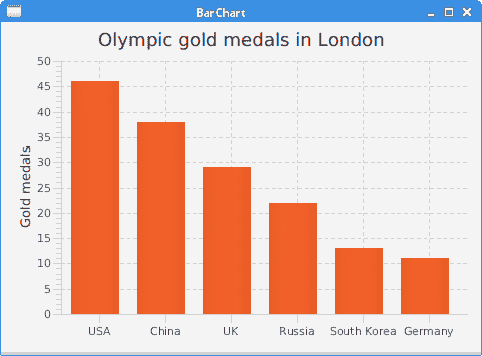 BarChart
Olympic gold medals in London
Gold medals
50
45
40
35
30
25
20
15
10
5
0
USA China UK Russia South Korea Germany